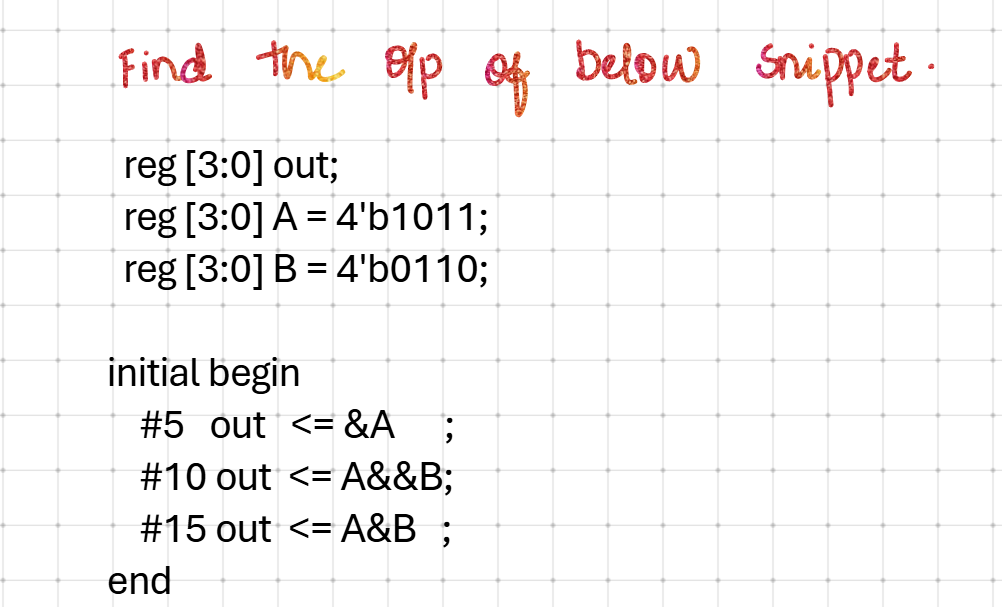 Find the O/p of below snippet.
reg [3:0] out;
reg [3:0] A = 4'b1011;
reg [3:0] B = 4'b0110;
initial begin
#5 out <= &A ;
#10 out <= A&&B;
#15 out <= A&B ;
end